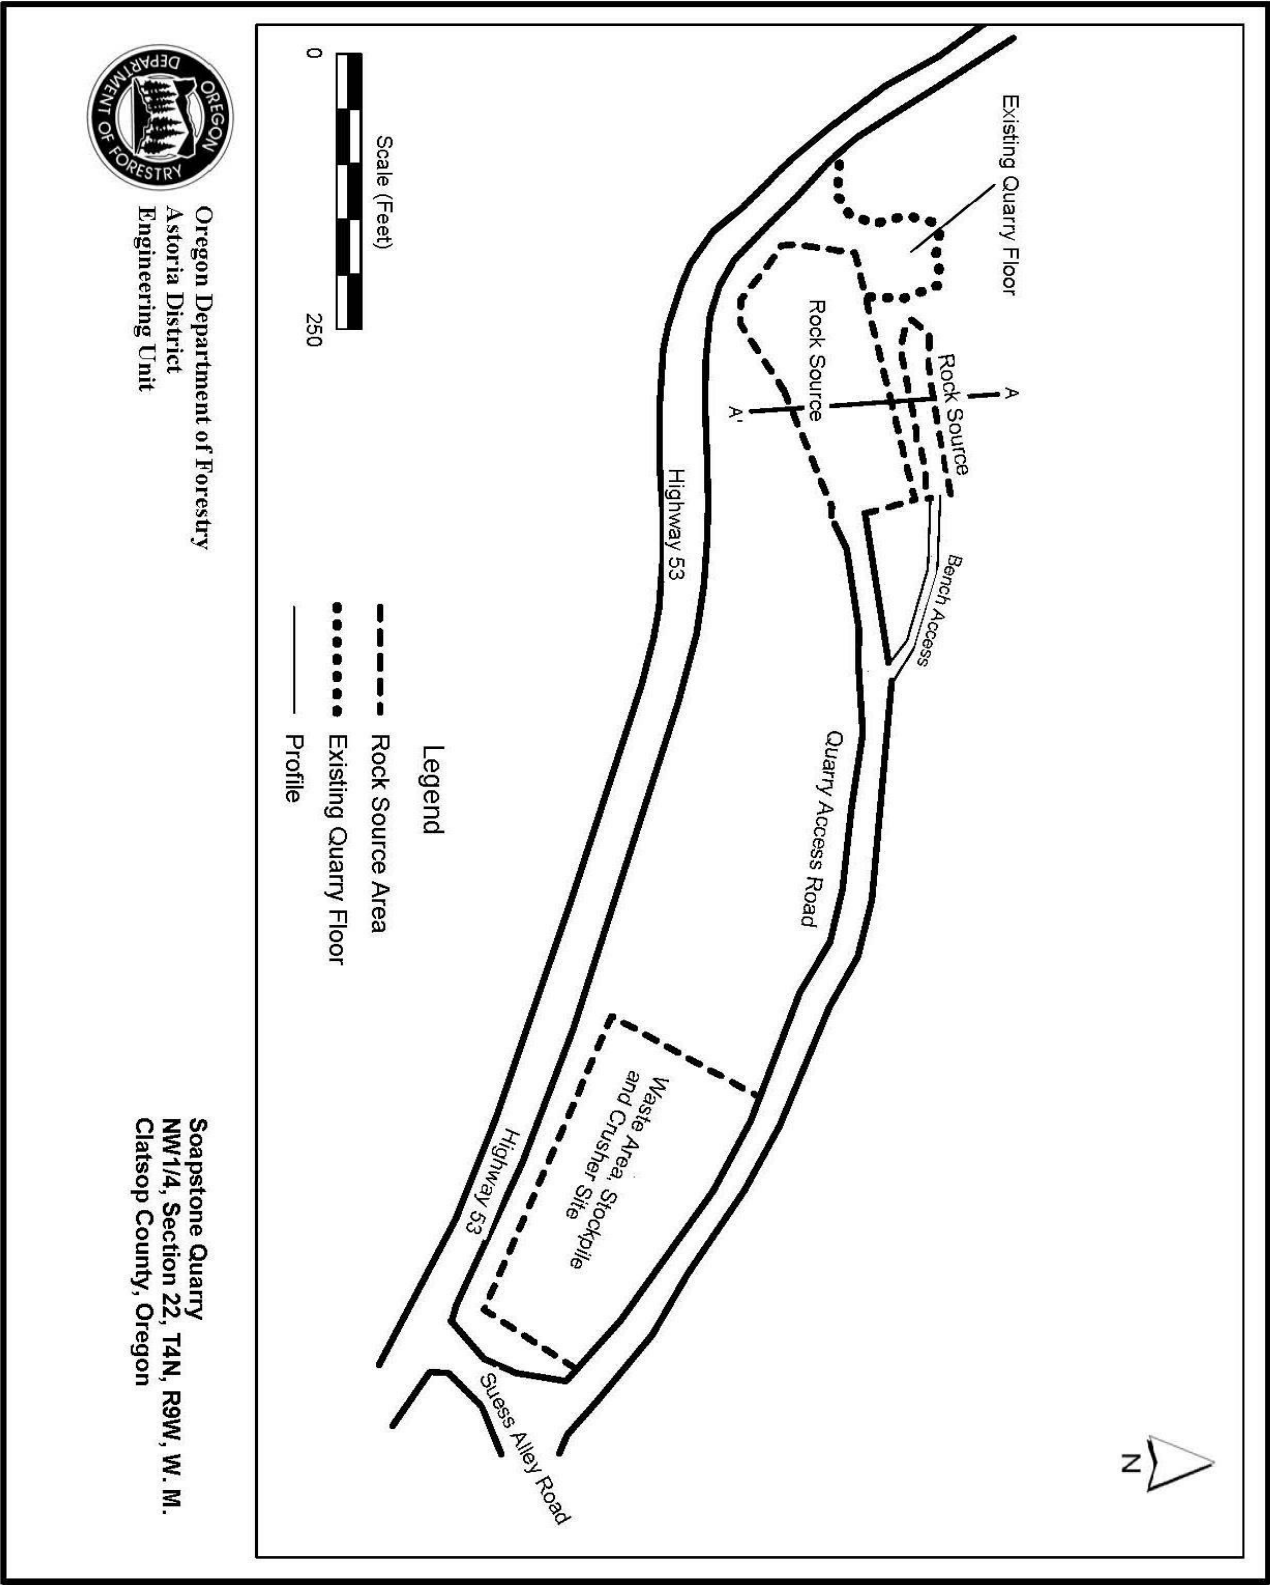 Existing Quarry Floor
Rock Source
Rock Source
A
A'
Bench Access
Highway 53
Quarry Access Road
Waste Area, Stockpile
and Crusher Site
Highway 53
Suess Alley Road
N
Scale (Feet)
0
250
Legend
Rock Source Area
Existing Quarry Floor
Profile
OREGON
DEPARTMENT OF FORESTRY
Oregon Department of Forestry
Astoria District
Engineering Unit
Soapstone Quarry
NW1/4, Section 22, T4N, R9W, W. M.
Clatsop County, Oregon